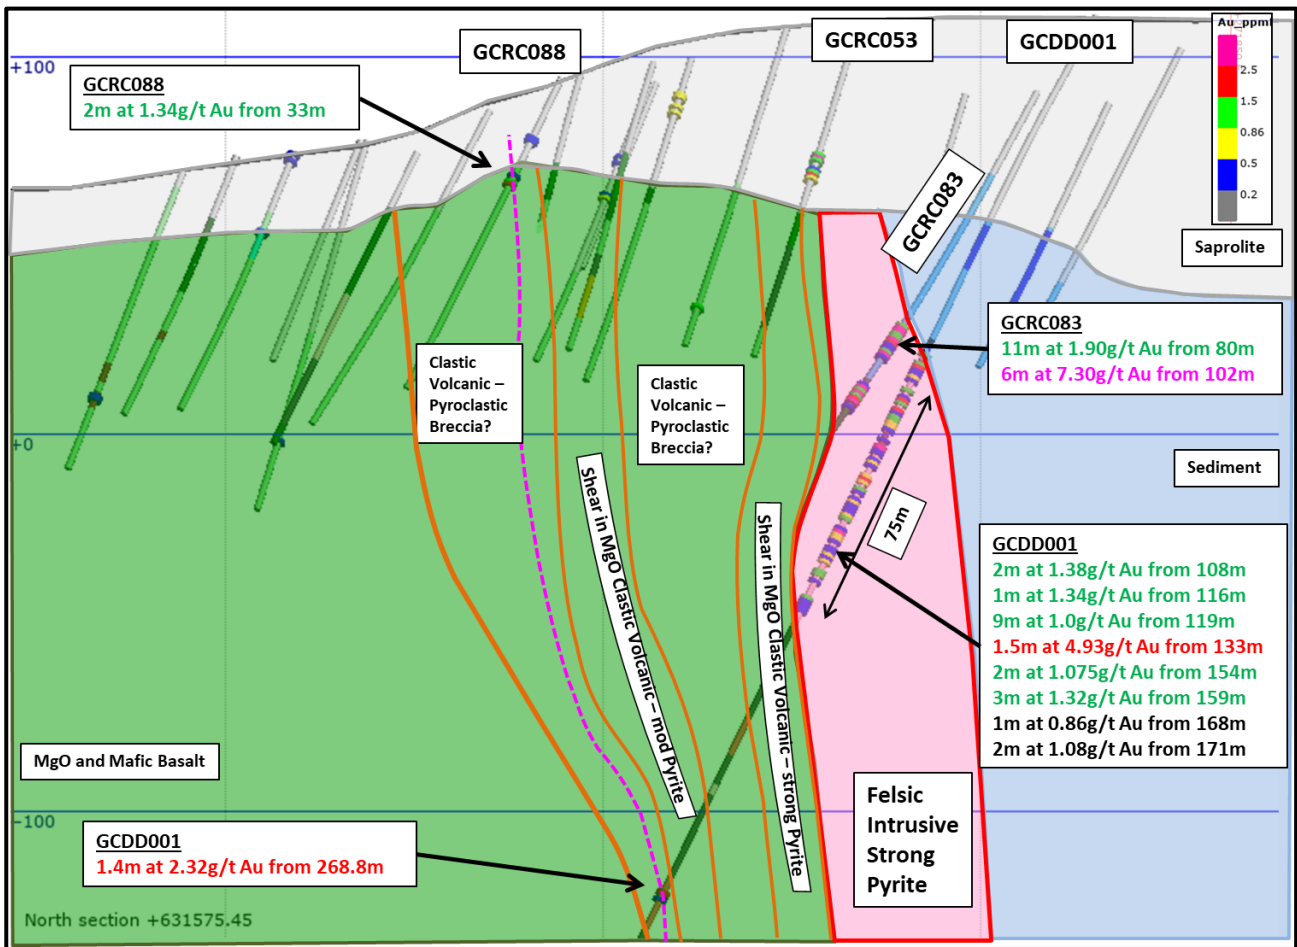 GCRC088
GCRC053
GCDD001
Au_ppmf
2.5
1.5
0.86
0.5
0.2
+100
GCRC088
2m at 1.34g/t Au from 33m
GCRC083
Saprolite
GCRC083
11m at 1.90g/t Au from 80m
6m at 7.30g/t Au from 102m
Clastic
Volcanic –
Pyroclastic
Breccia?
Clastic
Volcanic –
Pyroclastic
Breccia?
+0
Sediment
Shear in MgO Clastic Volcanic – mod Pyrite
Shear in MgO Clastic Volcanic – strong Pyrite
75m
GCDD001
2m at 1.38g/t Au from 108m
1m at 1.34g/t Au from 116m
9m at 1.0g/t Au from 119m
1.5m at 4.93g/t Au from 133m
2m at 1.075g/t Au from 154m
3m at 1.32g/t Au from 159m
1m at 0.86g/t Au from 168m
2m at 1.08g/t Au from 171m
MgO and Mafic Basalt
Felsic
Intrusive
Strong
Pyrite
-100
GCDD001
1.4m at 2.32g/t Au from 268.8m
North section +631575.45